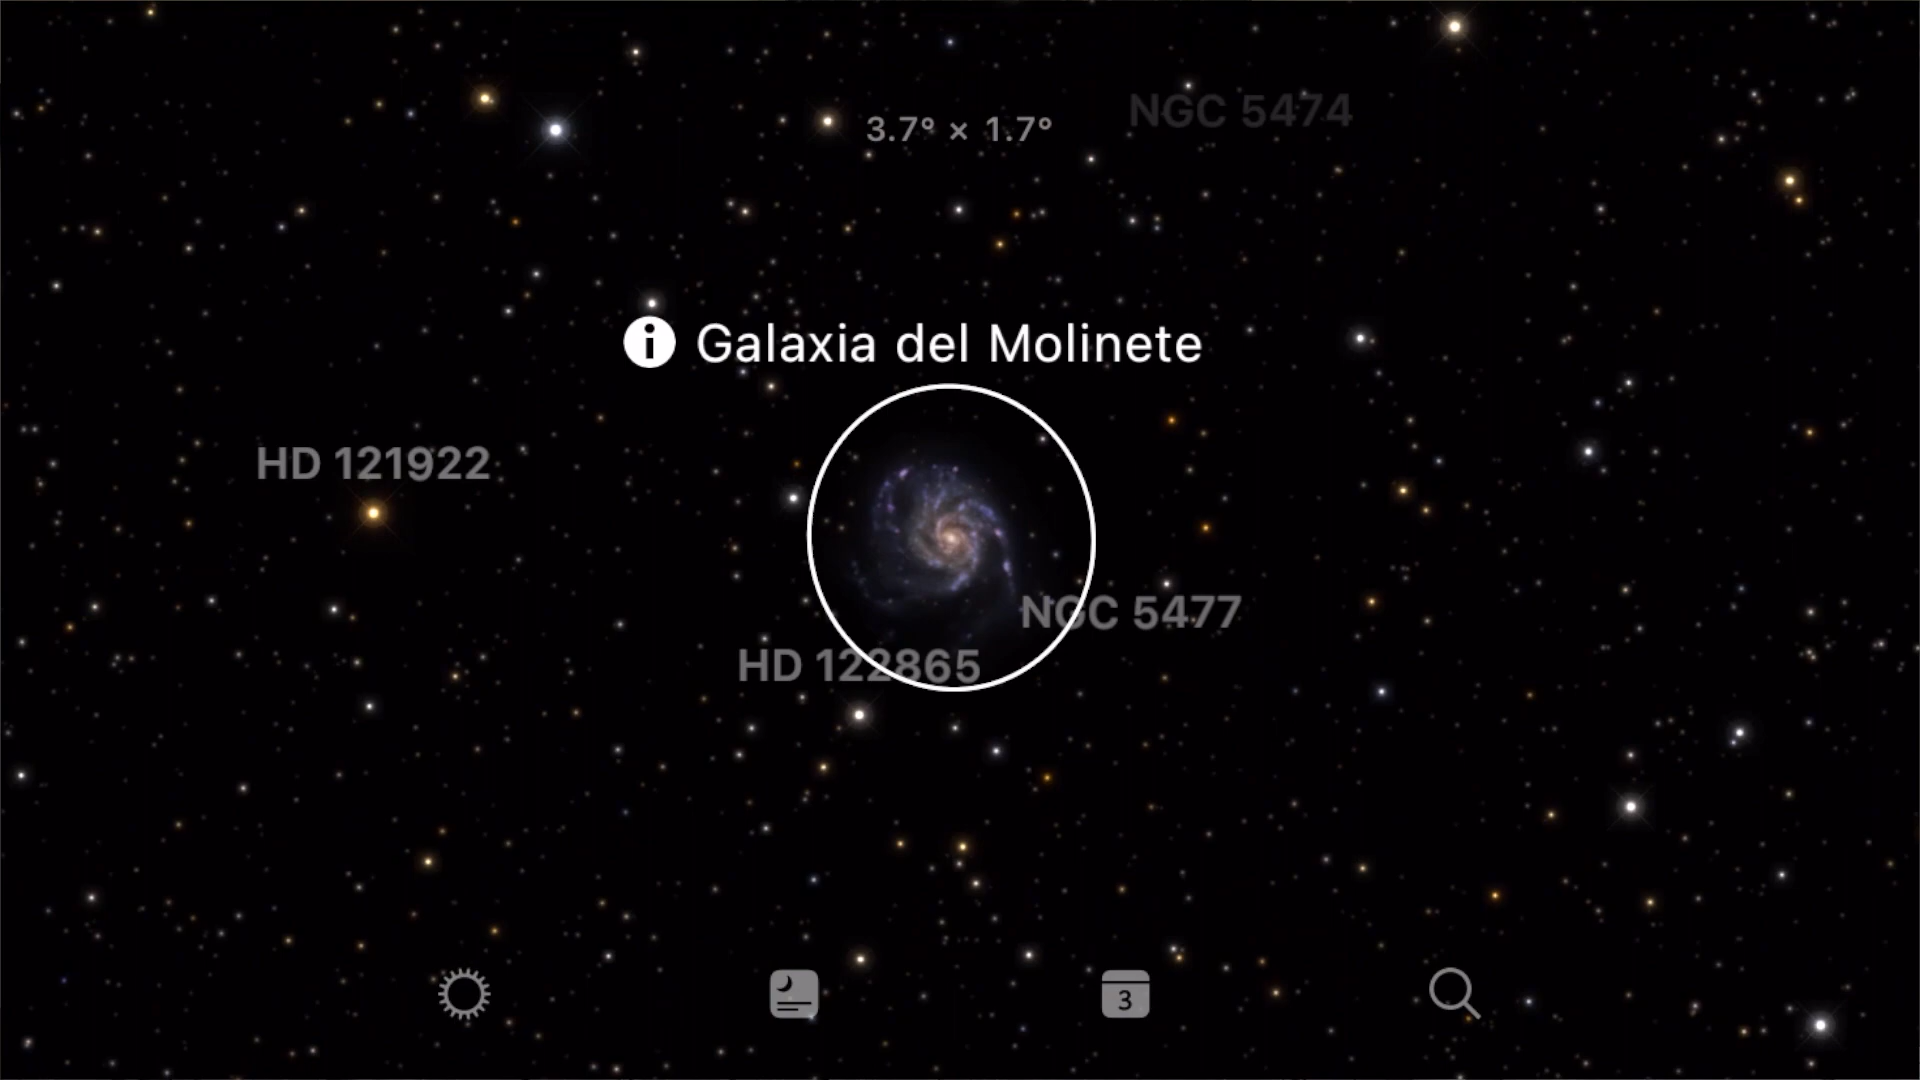 NGC 5474
3.7° × 1.7°
Galaxia del Molinete
HD 121922
NGC 5477
HD 122865
3